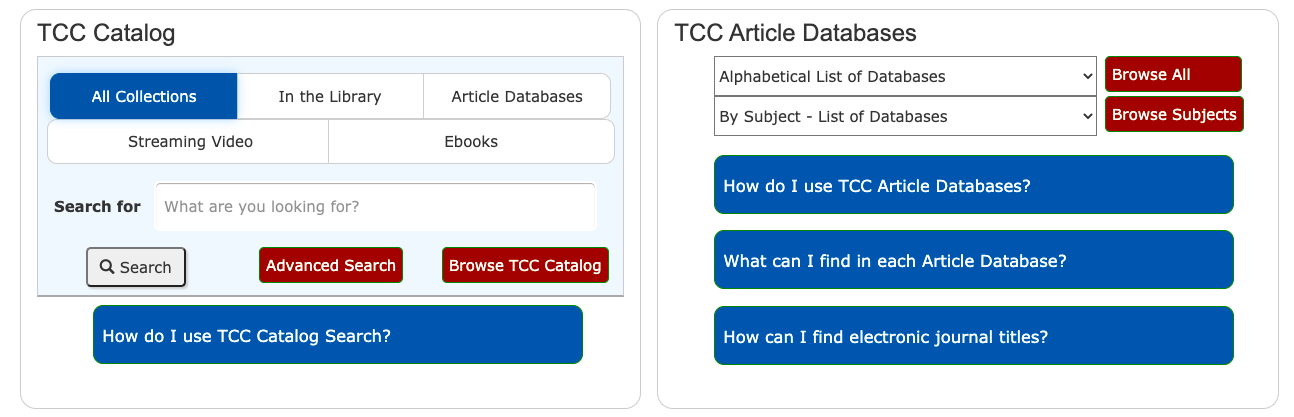 TCC Catalog
All Collections
In the Library
Article Databases
Streaming Video
Ebooks
Search for
What are you looking for?
Search
Advanced Search
Browse TCC Catalog
How do I use TCC Catalog Search?
TCC Article Databases
Alphabetical List of Databases
Browse All
By Subject - List of Databases
Browse Subjects
How do I use TCC Article Databases?
What can I find in each Article Database?
How can I find electronic journal titles?